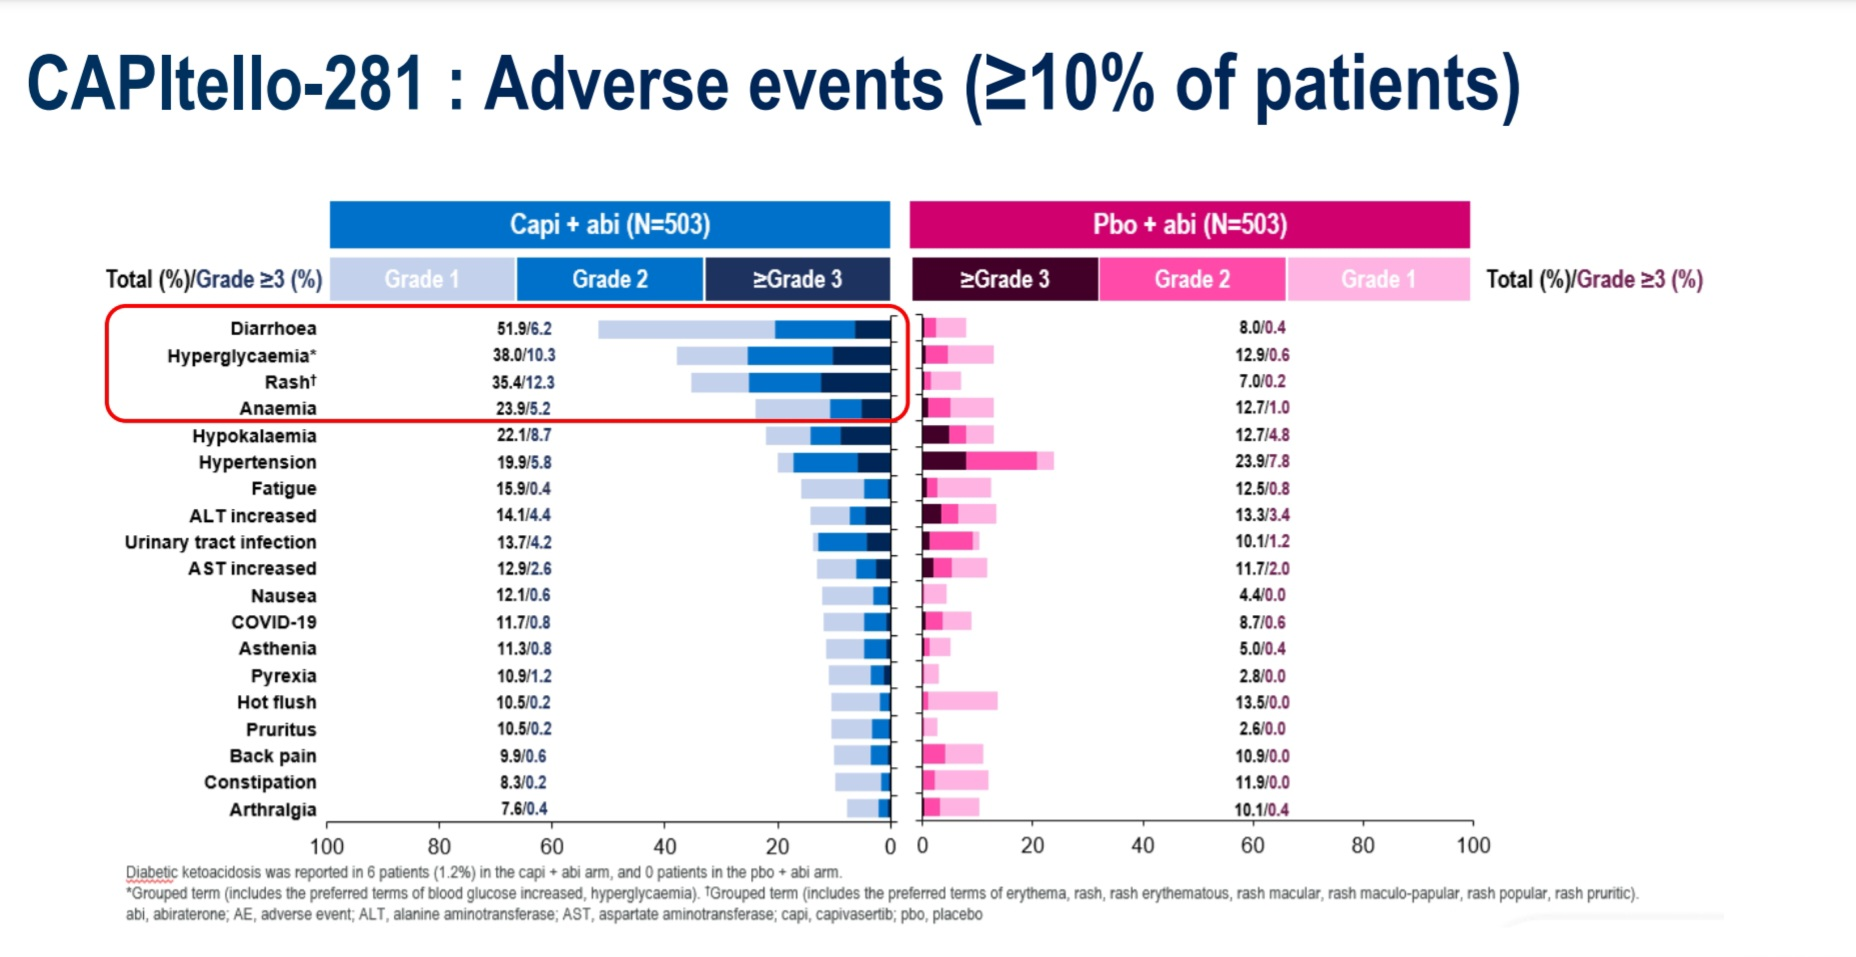 CAPItello-281 : Adverse events (≥10% of patients)
Capi + abi (N=503)
Pbo + abi (N=503)
Total (%)/Grade ≥3 (%)
Grade 1
Grade 2
≥Grade 3
≥Grade 3
Grade 2
Grade 1
Total (%)/Grade ≥3 (%)
Diarrhoea 51.9/6.2 8.0/0.4
Hyperglycaemia* 38.0/10.3 12.9/0.6
Rash† 35.4/12.3 7.0/0.2
Anaemia 23.9/5.2 12.7/1.0
Hypokalaemia 22.1/8.7 12.7/4.8
Hypertension 19.9/5.8 23.9/7.8
Fatigue 15.9/0.4 12.5/0.8
ALT increased 14.1/4.4 13.3/3.4
Urinary tract infection 13.7/4.2 10.1/1.2
AST increased 12.9/2.6 11.7/2.0
Nausea 12.1/0.6 4.4/0.0
COVID-19 11.7/0.8 8.7/0.6
Asthenia 11.3/0.8 5.0/0.4
Pyrexia 10.9/1.2 2.8/0.0
Hot flush 10.5/0.2 13.5/0.0
Pruritus 10.5/0.2 2.6/0.0
Back pain 9.9/0.6 10.9/0.0
Constipation 8.3/0.2 11.9/0.0
Arthralgia 7.6/0.4 10.1/0.4
100 80 60 40 20 0 0 20 40 60 80 100
Diabetic ketoacidosis was reported in 6 patients (1.2%) in the capi + abi arm, and 0 patients in the pbo + abi arm.
*Grouped term (includes the preferred terms of blood glucose increased, hyperglycaemia). †Grouped term (includes the preferred terms of erythema, rash, rash erythematous, rash macular, rash maculo-papular, rash popular, rash pruritic).
abi, abiraterone; AE, adverse event; ALT, alanine aminotransferase; AST, aspartate aminotransferase; capi, capivasertib; pbo, placebo